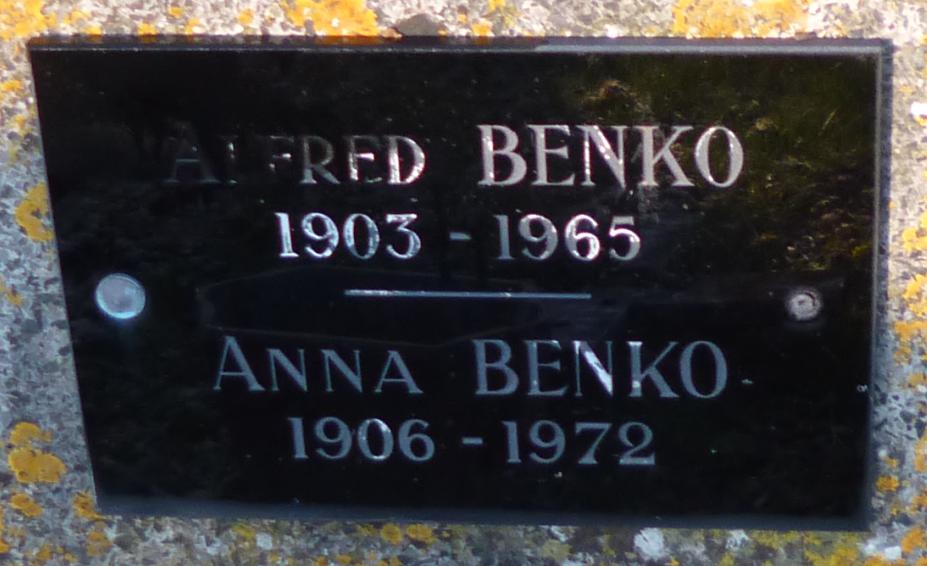 ALFRED BENKO
1903 - 1965
ANNA BENKO
1906 - 1972